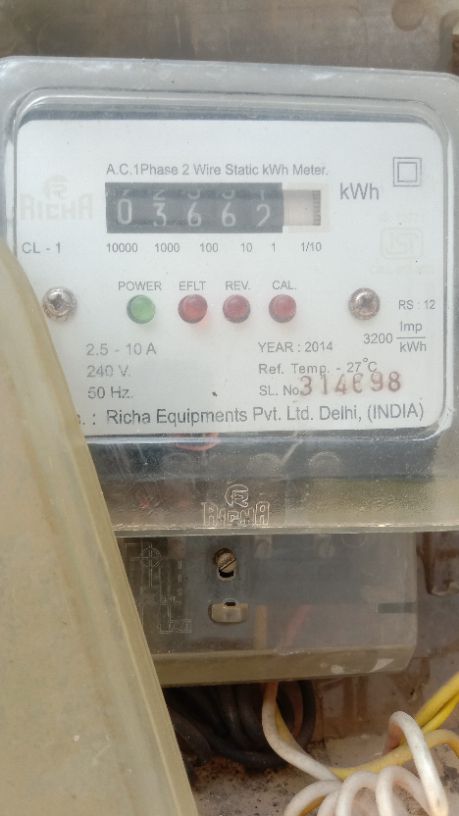 A.C.1Phase 2 Wire Static kWh Meter.
RICHA
03662
kWh
CL - 1
10000 1000 100 10 1 1/10
POWER EFLT REV. CAL.
RS : 12
2.5 - 10 A
YEAR : 2014
3200 Imp/kWh
240 V.
Ref. Temp. - 27°C
50 Hz.
SL. No. 314698
: Richa Equipments Pvt. Ltd. Delhi, (INDIA)
RICHA